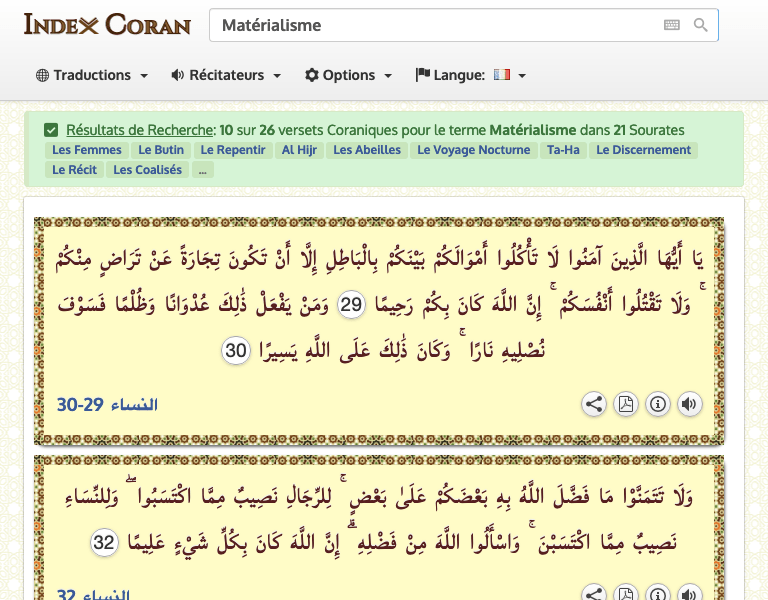 INDEX CORAN
Matérialisme
Traductions Récitateurs Options Langue:
Résultats de Recherche: 10 sur 26 versets Coraniques pour le terme Matérialisme dans 21 Sourates
Les Femmes Le Butin Le Repentir Al Hijr Les Abeilles Le Voyage Nocturne Ta-Ha Le Discernement
Le Récit Les Coalisés ...
يَا أَيُّهَا الَّذِينَ آمَنُوا لَا تَأْكُلُوا أَمْوَالَكُمْ بَيْنَكُمْ بِالْبَاطِلِ إِلَّا أَنْ تَكُونَ تِجَارَةً عَنْ تَرَاضٍ مِنْكُمْ
ۚ وَلَا تَقْتُلُوا أَنْفُسَكُمْ ۚ إِنَّ اللَّهَ كَانَ بِكُمْ رَحِيمًا 29 وَمَنْ يَفْعَلْ ذَٰلِكَ عُدْوَانًا وَظُلْمًا فَسَوْفَ
نُصْلِيهِ نَارًا ۚ وَكَانَ ذَٰلِكَ عَلَى اللَّهِ يَسِيرًا 30
النساء 29-30
وَلَا تَتَمَنَّوْا مَا فَضَّلَ اللَّهُ بِهِ بَعْضَكُمْ عَلَىٰ بَعْضٍ ۚ لِلرِّجَالِ نَصِيبٌ مِمَّا اكْتَسَبُوا ۖ وَلِلنِّسَاءِ
نَصِيبٌ مِمَّا اكْتَسَبْنَ ۚ وَاسْأَلُوا اللَّهَ مِنْ فَضْلِهِ ۗ إِنَّ اللَّهَ كَانَ بِكُلِّ شَيْءٍ عَلِيمًا 32
النساء 32